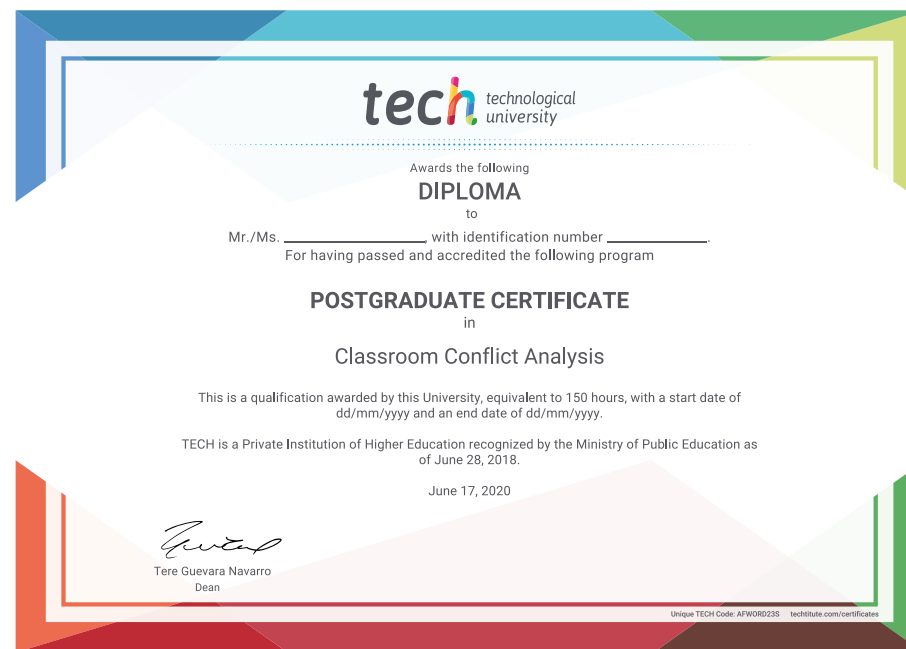 tech technological
university
Awards the following
DIPLOMA
to
Mr./Ms. ____________, with identification number ____________.
For having passed and accredited the following program
POSTGRADUATE CERTIFICATE
in
Classroom Conflict Analysis
This is a qualification awarded by this University, equivalent to 150 hours, with a start date of
dd/mm/yyyy and an end date of dd/mm/yyyy.
TECH is a Private Institution of Higher Education recognized by the Ministry of Public Education as
of June 28, 2018.
June 17, 2020
Tere Guevara Navarro
Dean
Unique TECH Code: AFWORD23S techtitute.com/certificates